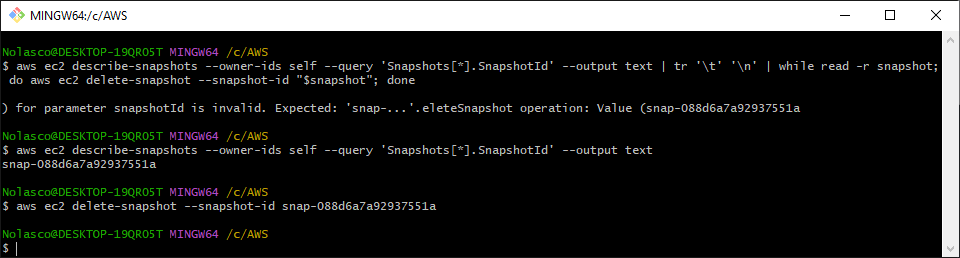 MINGW64:/c/AWS
Nolasco@DESKTOP-19QRO5T MINGW64 /c/AWS
$ aws ec2 describe-snapshots --owner-ids self --query 'Snapshots[*].SnapshotId' --output text | tr '\t' '\n' | while read -r snapshot;
 do aws ec2 delete-snapshot --snapshot-id "$snapshot"; done
) for parameter snapshotId is invalid. Expected: 'snap-...'.eleteSnapshot operation: Value (snap-088d6a7a92937551a
Nolasco@DESKTOP-19QRO5T MINGW64 /c/AWS
$ aws ec2 describe-snapshots --owner-ids self --query 'Snapshots[*].SnapshotId' --output text
snap-088d6a7a92937551a
Nolasco@DESKTOP-19QRO5T MINGW64 /c/AWS
$ aws ec2 delete-snapshot --snapshot-id snap-088d6a7a92937551a
Nolasco@DESKTOP-19QRO5T MINGW64 /c/AWS
$